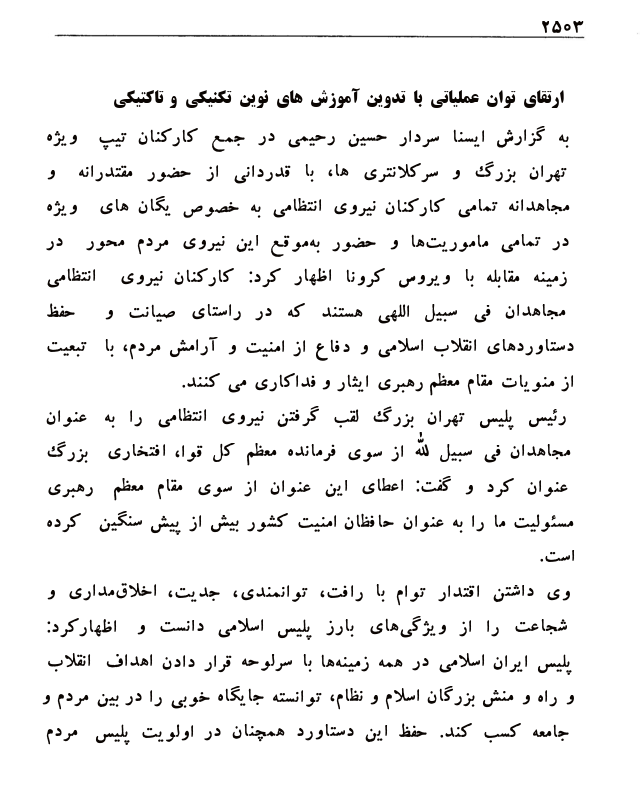 ۲۵۰۳
ارتقای توان عملیاتی با تدوین آموزش های نوین تکنیکی و تاکتیکی
به گزارش ایسنا سردار حسین رحیمی در جمع کارکنان تیپ ویژه
تهران بزرگ و سرکلانتری ها، با قدردانی از حضور مقتدرانه و
مجاهدانه تمامی کارکنان نیروی انتظامی به خصوص یگان های ویژه
در تمامی ماموریت‌ها و حضور به‌موقع این نیروی مردم محور در
زمینه مقابله با ویروس کرونا اظهار کرد: کارکنان نیروی انتظامی
مجاهدان فی سبیل اللهی هستند که در راستای صیانت و حفظ
دستاوردهای انقلاب اسلامی و دفاع از امنیت و آرامش مردم، با تبعیت
از منویات مقام معظم رهبری ایثار و فداکاری می کنند.
رئیس پلیس تهران بزرگ لقب گرفتن نیروی انتظامی را به عنوان
مجاهدان فی سبیل لله از سوی فرمانده معظم کل قوا، افتخاری بزرگ
عنوان کرد و گفت: اعطای این عنوان از سوی مقام معظم رهبری
مسئولیت ما را به عنوان حافظان امنیت کشور بیش از پیش سنگین کرده
است.
وی داشتن اقتدار توام با رافت، توانمندی، جدیت، اخلاق‌مداری و
شجاعت را از ویژگی‌های بارز پلیس اسلامی دانست و اظهارکرد:
پلیس ایران اسلامی در همه زمینه‌ها با سرلوحه قرار دادن اهداف انقلاب
و راه و منش بزرگان اسلام و نظام، توانسته جایگاه خوبی را در بین مردم و
جامعه کسب کند. حفظ این دستاورد همچنان در اولویت پلیس مردم